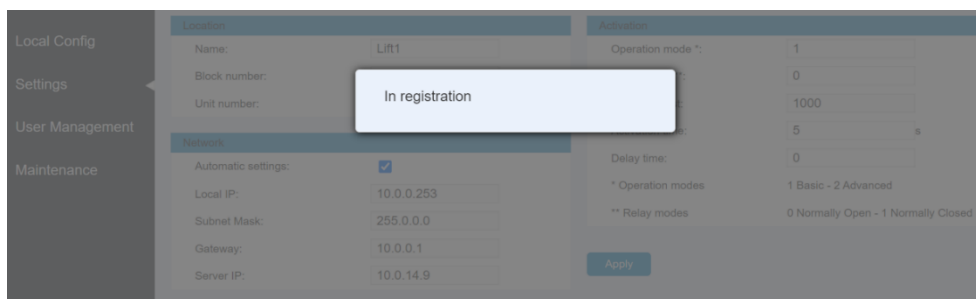 Local Config
Settings
User Management
Maintenance
Location
Name: Lift1
Block number:
Unit number:
In registration
Network
Automatic settings:
Local IP: 10.0.0.253
Subnet Mask: 255.0.0.0
Gateway: 10.0.0.1
Server IP: 10.0.14.9
Activation
Operation mode *: 1
*: 0
1000
5 s
Delay time: 0
* Operation modes 1 Basic - 2 Advanced
** Relay modes 0 Normally Open - 1 Normally Closed
Apply